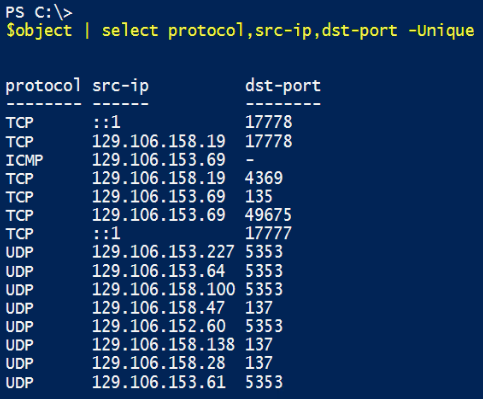 PS C:\>
$object | select protocol,src-ip,dst-port -Unique
protocol src-ip dst-port
-------- ------ --------
TCP ::1 17778
TCP 129.106.158.19 17778
ICMP 129.106.153.69 -
TCP 129.106.158.19 4369
TCP 129.106.153.69 135
TCP 129.106.153.69 49675
TCP ::1 17777
UDP 129.106.153.227 5353
UDP 129.106.153.64 5353
UDP 129.106.158.100 5353
UDP 129.106.158.47 137
UDP 129.106.152.60 5353
UDP 129.106.158.138 137
UDP 129.106.158.28 137
UDP 129.106.153.61 5353